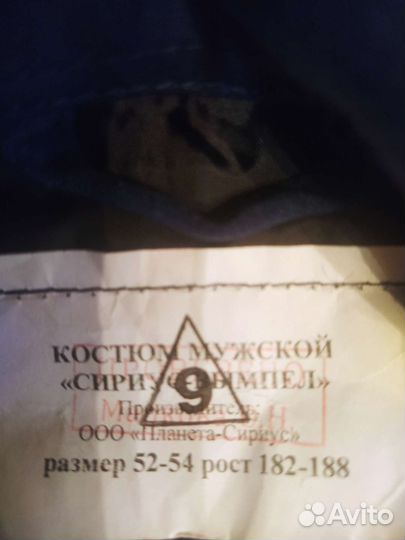 КОСТЮМ МУЖСКОЙ
«СИРИУС-ВЫМПЕЛ»
9
Производитель:
ООО «Планета-Сириус»
размер 52-54 рост 182-188
Avito